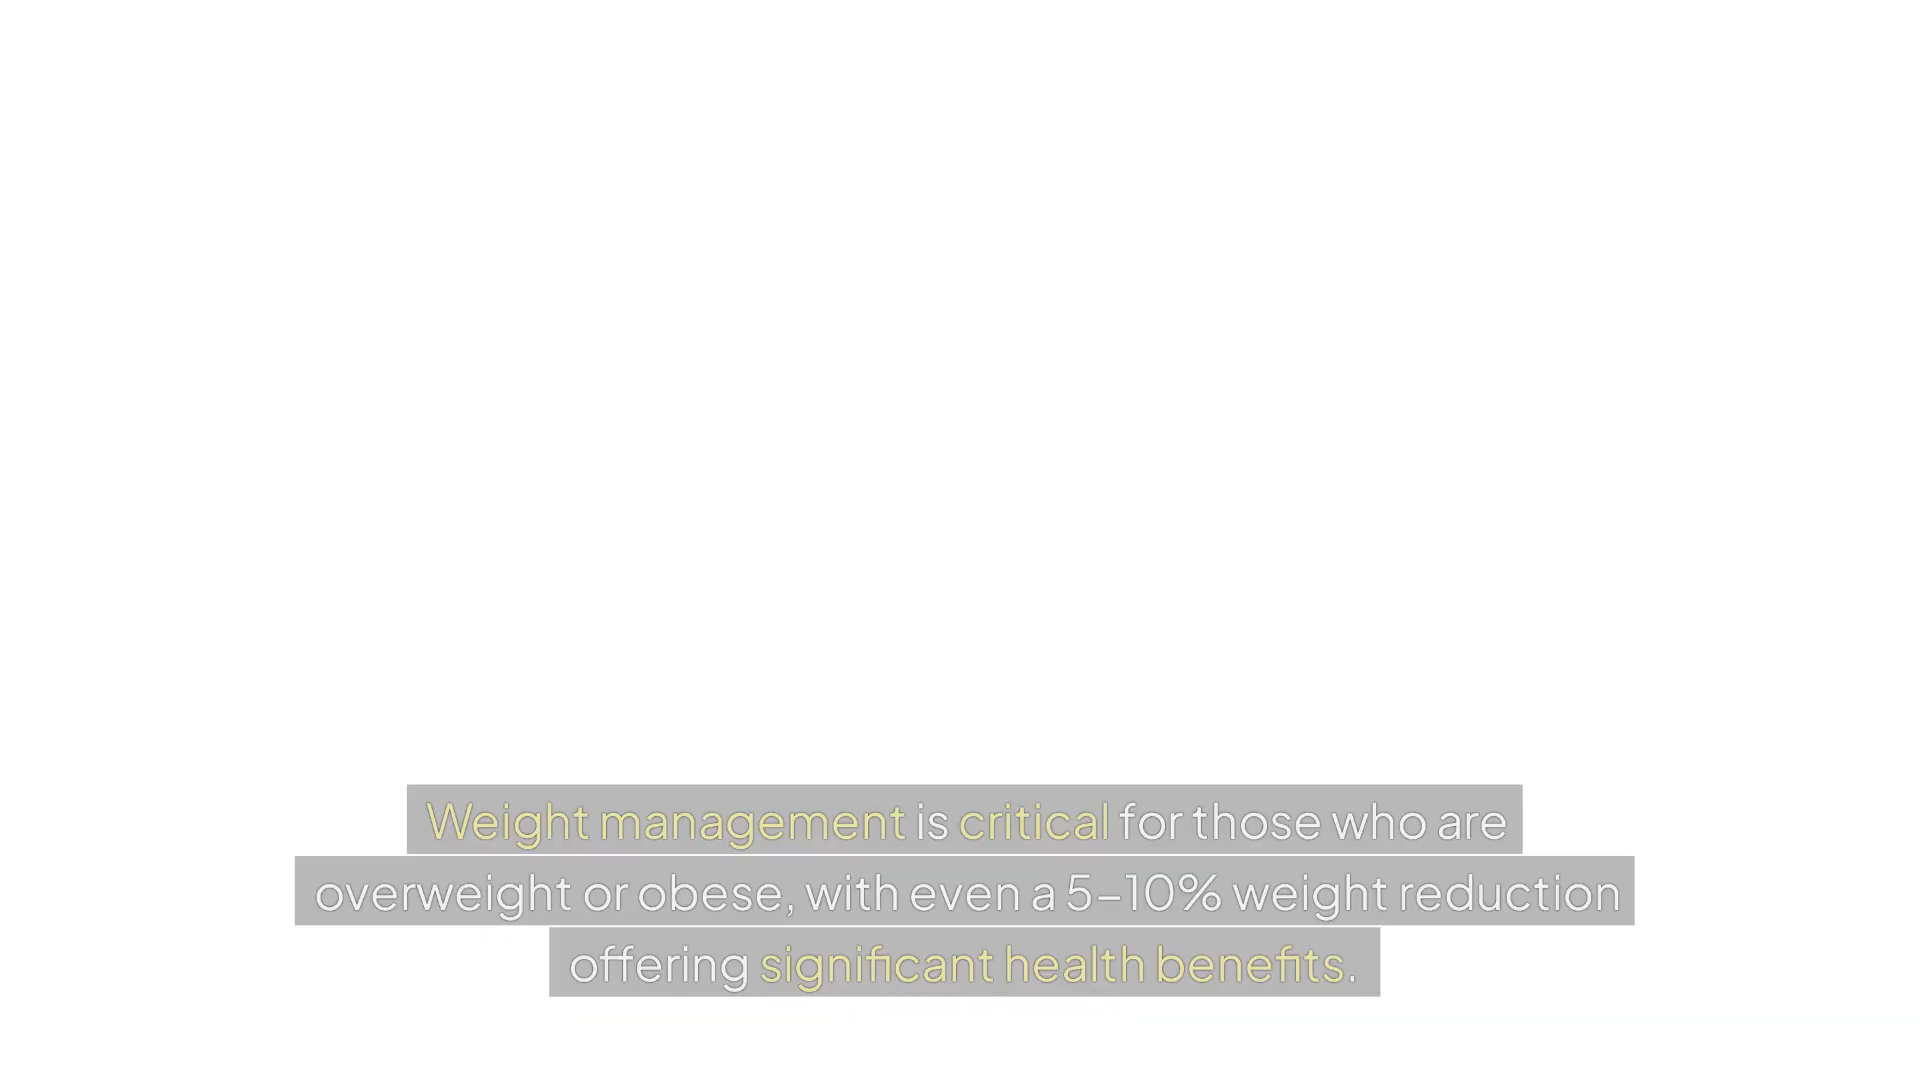 Weight management is critical for those who are
overweight or obese, with even a 5–10% weight reduction
offering significant health benefits.